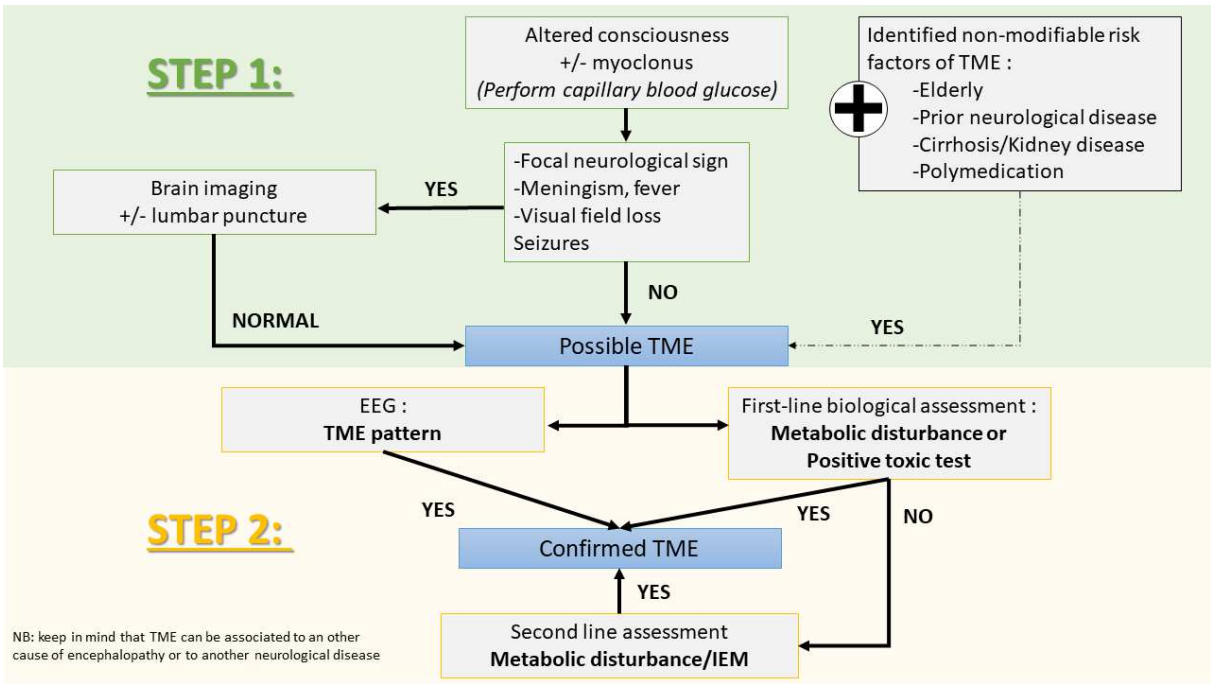 STEP 1:
Altered consciousness
+/- myoclonus
(Perform capillary blood glucose)
Identified non-modifiable risk
factors of TME :
-Elderly
-Prior neurological disease
-Cirrhosis/Kidney disease
-Polymedication
-Focal neurological sign
-Meningism, fever
-Visual field loss
Seizures
YES
Brain imaging
+/- lumbar puncture
NO
NORMAL
YES
Possible TME
EEG :
TME pattern
First-line biological assessment :
Metabolic disturbance or
Positive toxic test
STEP 2:
YES
YES
NO
Confirmed TME
YES
Second line assessment
Metabolic disturbance/IEM
NB: keep in mind that TME can be associated to an other
cause of encephalopathy or to another neurological disease